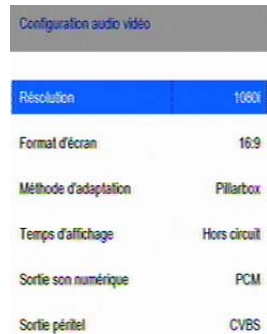 Configuration audio vidéo
Résolution 1080i
Format d'écran 16:9
Méthode d'adaptation Pillarbox
Temps d'affichage Hors circuit
Sortie son numérique PCM
Sortie péritel CVBS